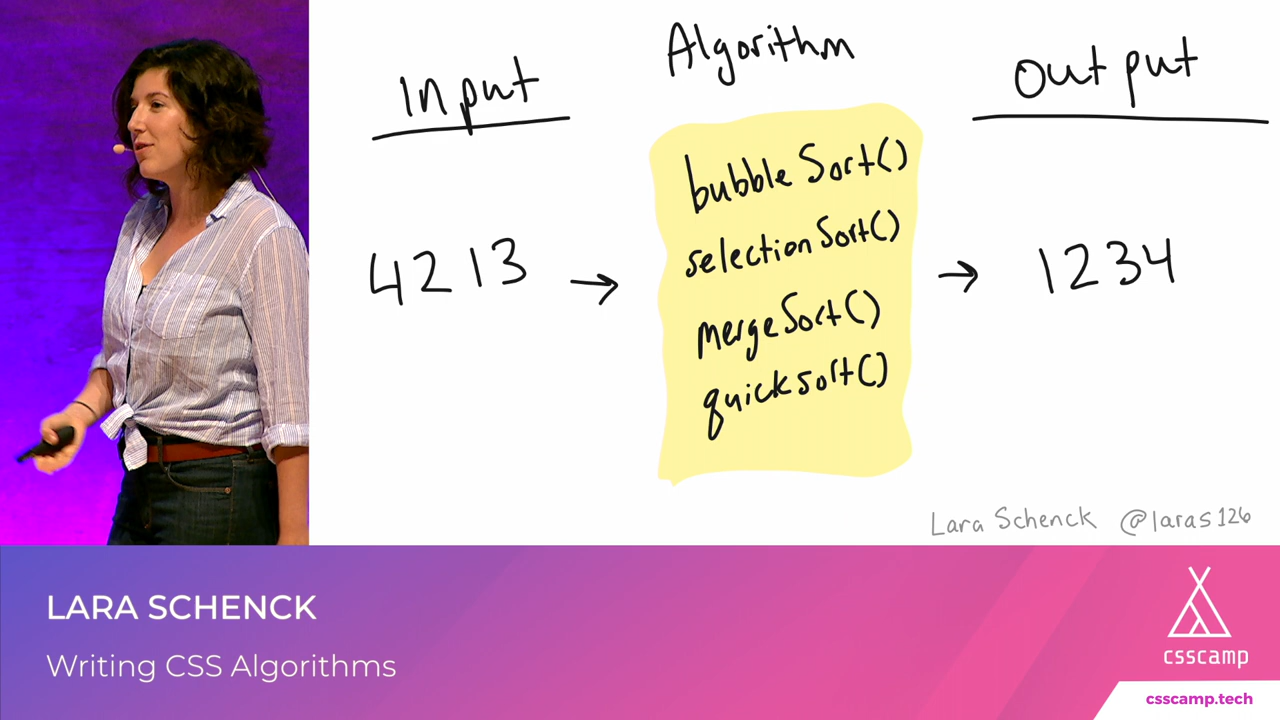 Input
Algorithm
Output
4213 →
bubbleSort()
selectionSort()
mergeSort()
quicksort()
→ 1234
Lara Schenck @laras126
LARA SCHENCK
Writing CSS Algorithms
csscamp
csscamp.tech